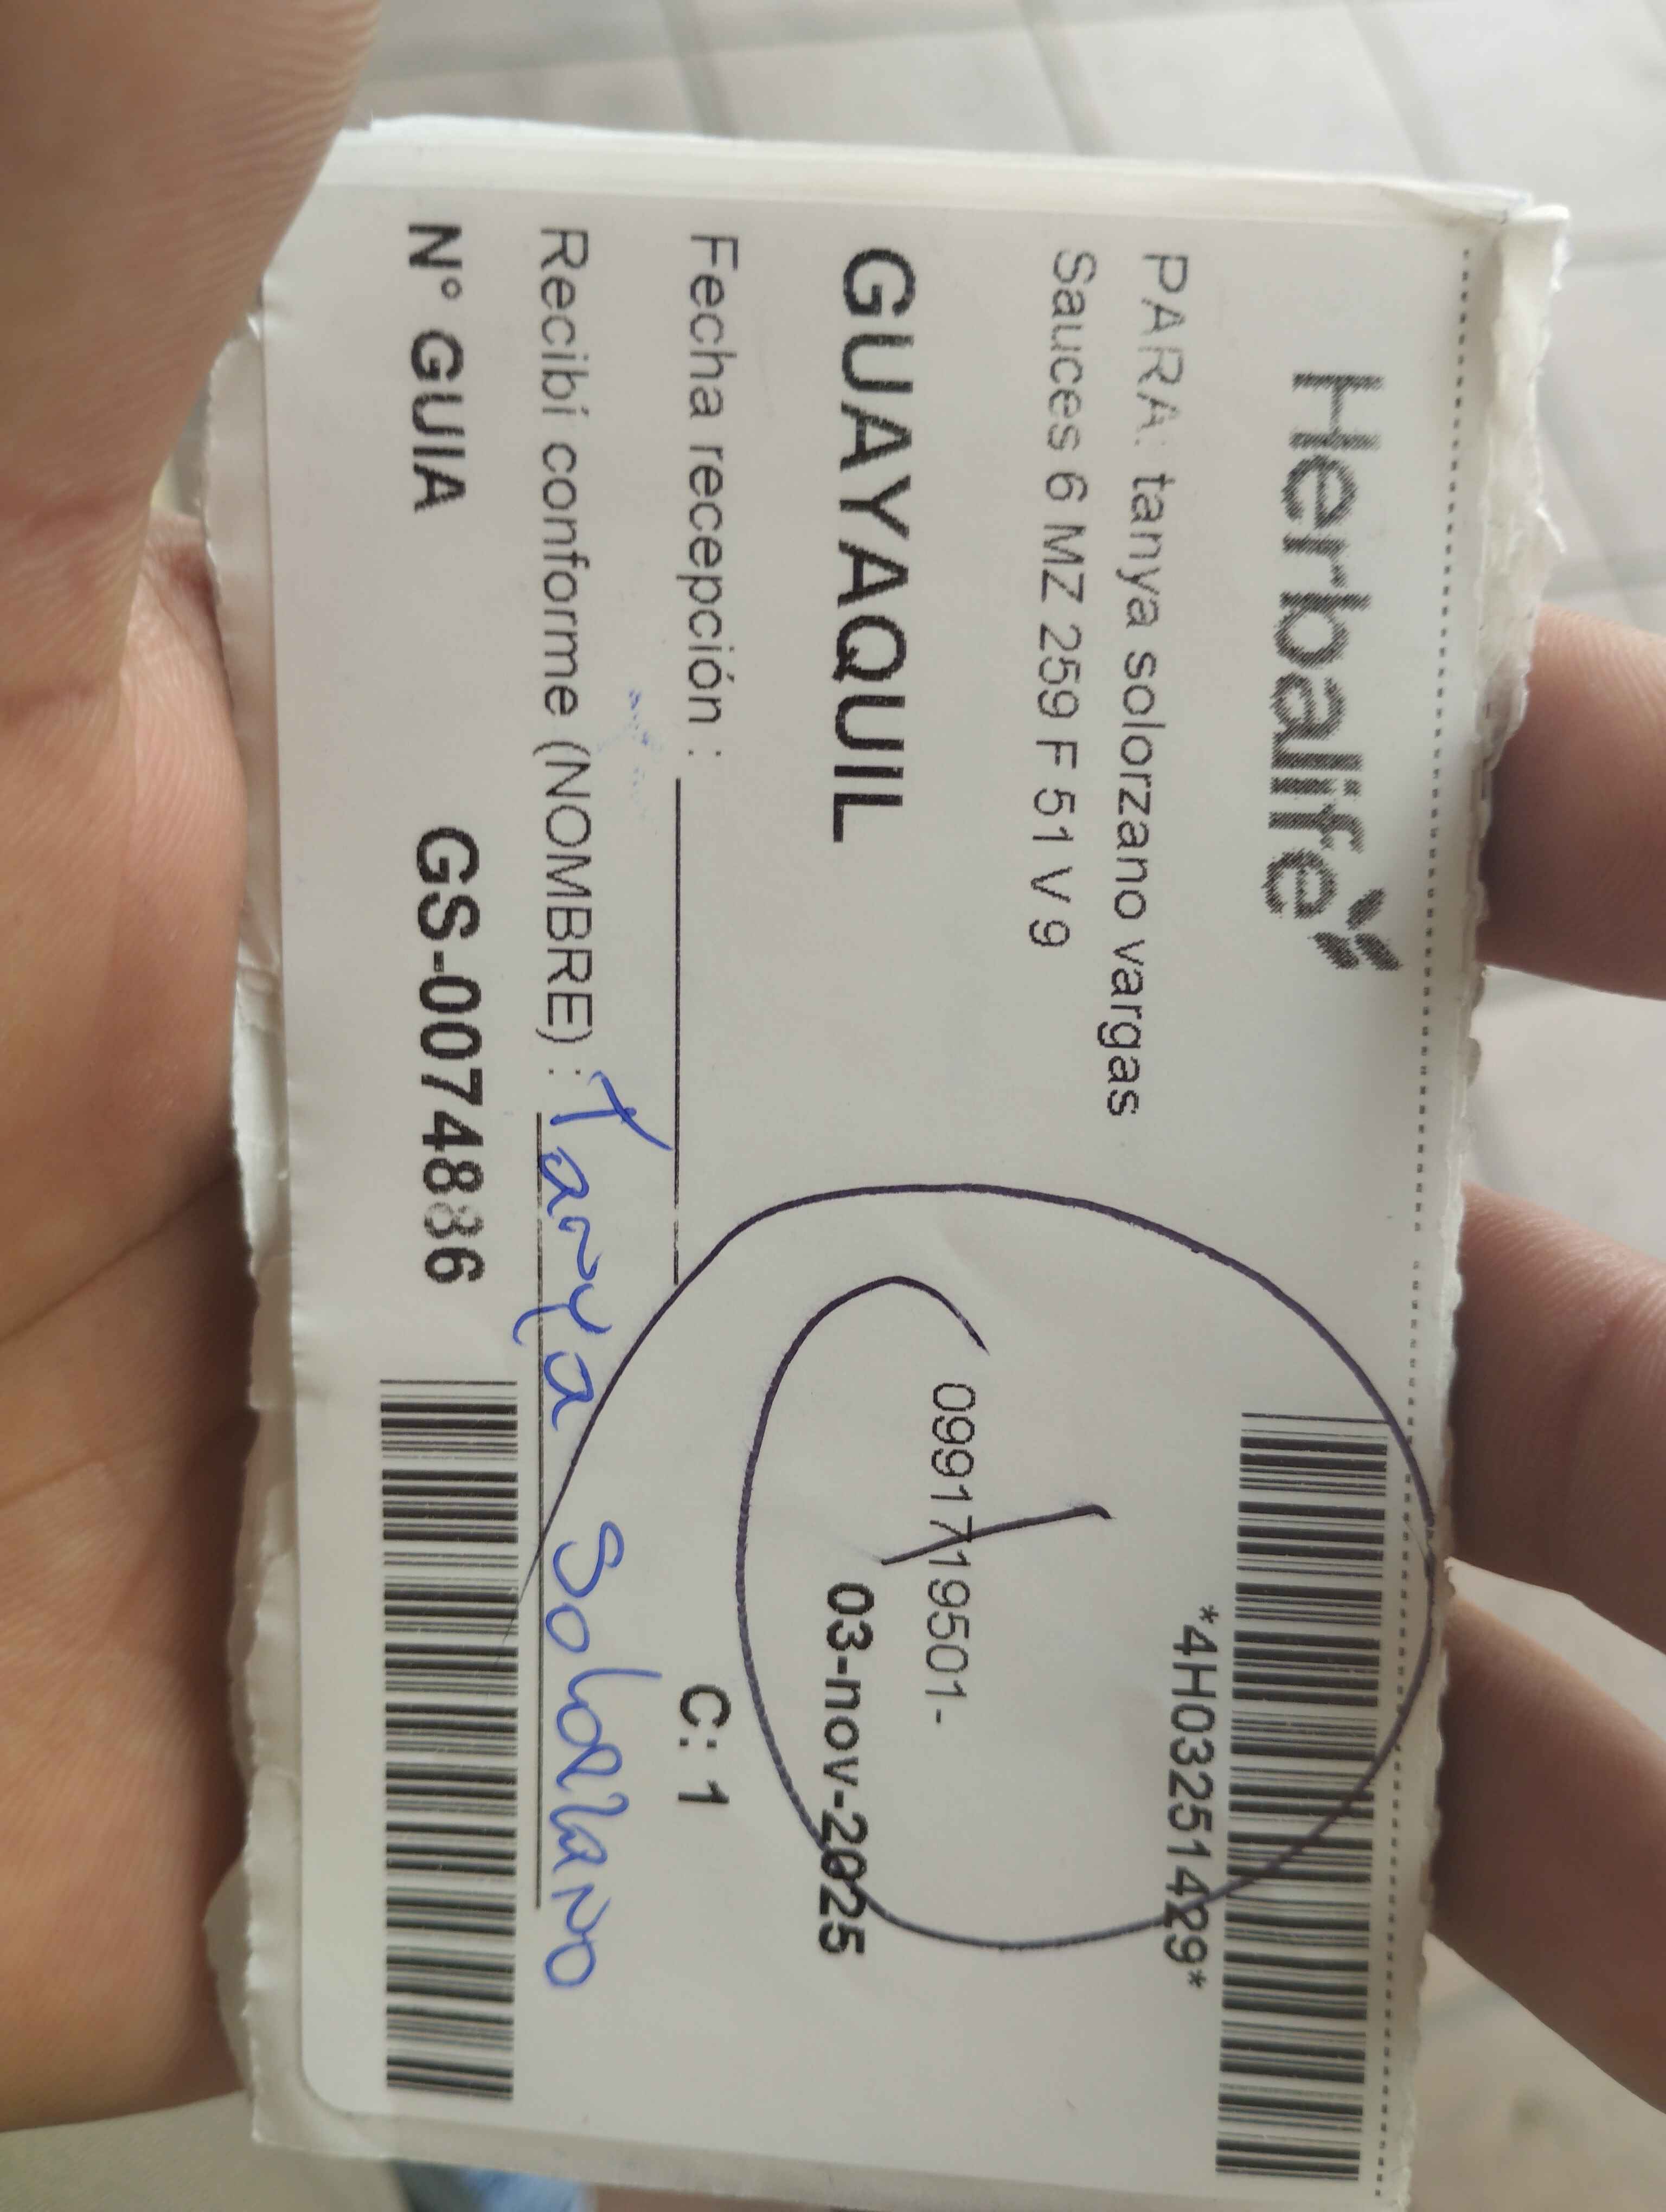 Herbalife
*4H03251429*
PARA: tanya solorzano vargas
Sauces 6 MZ 259 F 51 V 9
0991719501-
GUAYAQUIL
03-nov-2025
Fecha recepción :
C: 1
Recibí conforme (NOMBRE) : Tanya Solorzano
N° GUIA GS-0074836